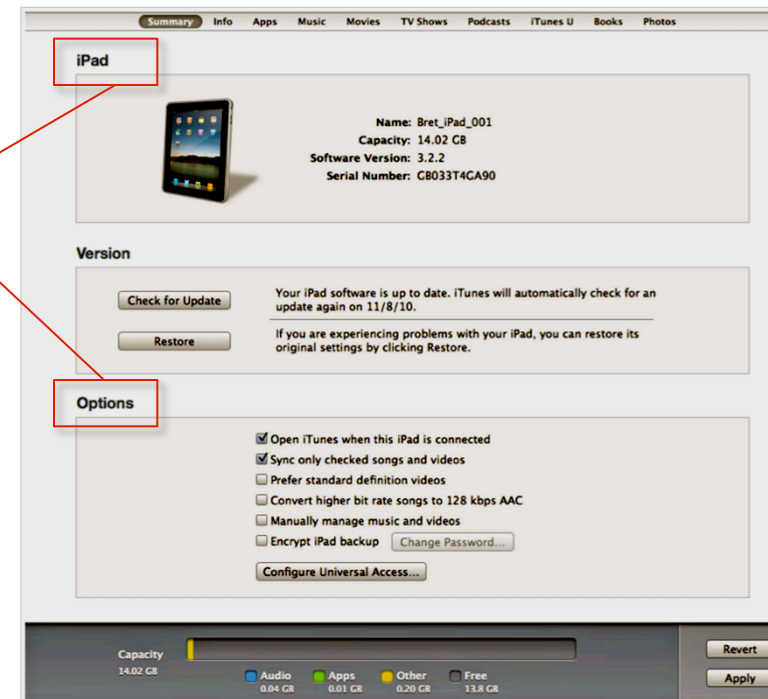 Summary Info Apps Music Movies TV Shows Podcasts iTunes U Books Photos
iPad
Name: Bret_iPad_001
Capacity: 14.02 GB
Software Version: 3.2.2
Serial Number: GB033T4GA90
Version
Check for Update
Your iPad software is up to date. iTunes will automatically check for an
update again on 11/8/10.
Restore
If you are experiencing problems with your iPad, you can restore its
original settings by clicking Restore.
Options
Open iTunes when this iPad is connected
Sync only checked songs and videos
Prefer standard definition videos
Convert higher bit rate songs to 128 kbps AAC
Manually manage music and videos
Encrypt iPad backup Change Password...
Configure Universal Access...
Capacity
14.02 GB
Audio Apps Other Free
0.04 GB 0.01 GB 0.20 GB 13.8 GB
Revert
Apply